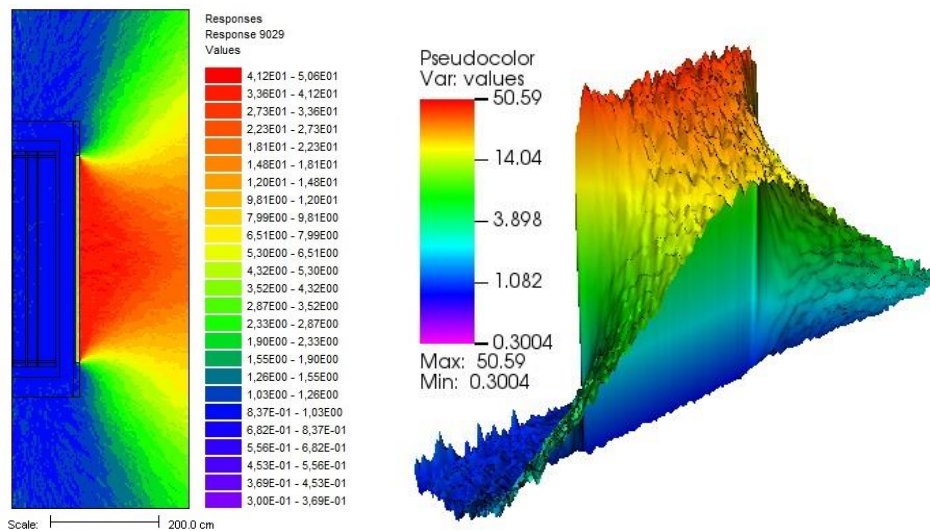 Responses
Response 9029
Values
4,12E01 - 5,06E01
3,36E01 - 4,12E01
2,73E01 - 3,36E01
2,23E01 - 2,73E01
1,81E01 - 2,23E01
1,48E01 - 1,81E01
1,20E01 - 1,48E01
9,81E00 - 1,20E01
7,99E00 - 9,81E00
6,51E00 - 7,99E00
5,30E00 - 6,51E00
4,32E00 - 5,30E00
3,52E00 - 4,32E00
2,87E00 - 3,52E00
2,33E00 - 2,87E00
1,90E00 - 2,33E00
1,55E00 - 1,90E00
1,26E00 - 1,55E00
1,03E00 - 1,26E00
8,37E-01 - 1,03E00
6,82E-01 - 8,37E-01
5,56E-01 - 6,82E-01
4,53E-01 - 5,56E-01
3,69E-01 - 4,53E-01
3,00E-01 - 3,69E-01
Scale: 200.0 cm
Pseudocolor
Var: values
50.59
14.04
3.898
1.082
0.3004
Max: 50.59
Min: 0.3004